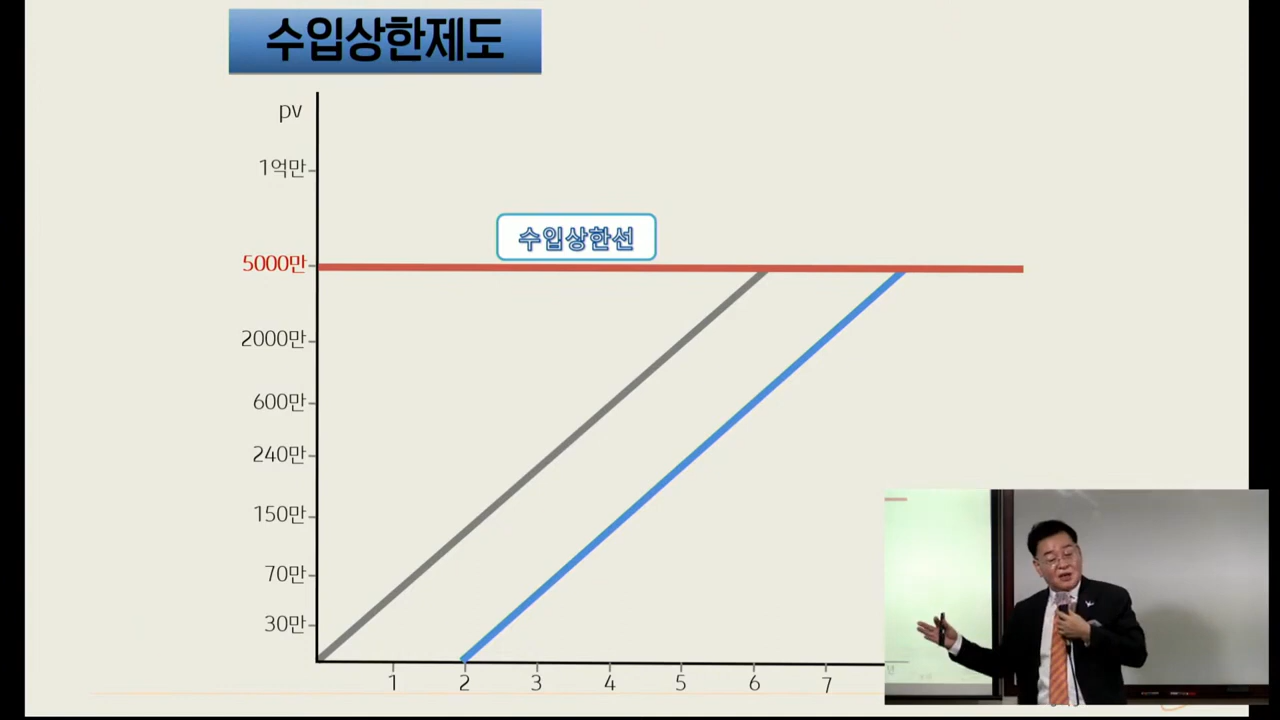 수입상한제도
pv
1억만
수입상한선
5000만
2000만
600만
240만
150만
70만
30만
1 2 3 4 5 6 7
년